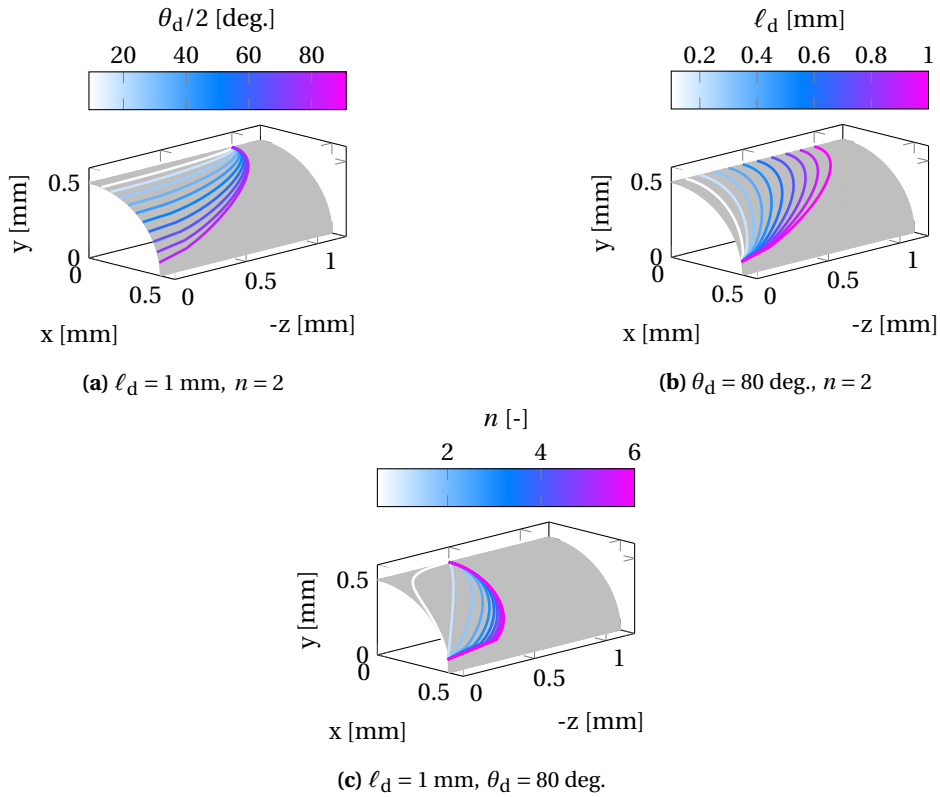 θd/2 [deg.]
20 40 60 80
y [mm]
0.5
0
0
0.5
0
0.5
1
x [mm]
-z [mm]
(a) ℓd = 1 mm, n = 2
ℓd [mm]
0.2 0.4 0.6 0.8 1
y [mm]
0.5
0
0
0.5
0
0.5
1
x [mm]
-z [mm]
(b) θd = 80 deg., n = 2
n [-]
2 4 6
y [mm]
0.5
0
0
0.5
0
0.5
1
x [mm]
-z [mm]
(c) ℓd = 1 mm, θd = 80 deg.